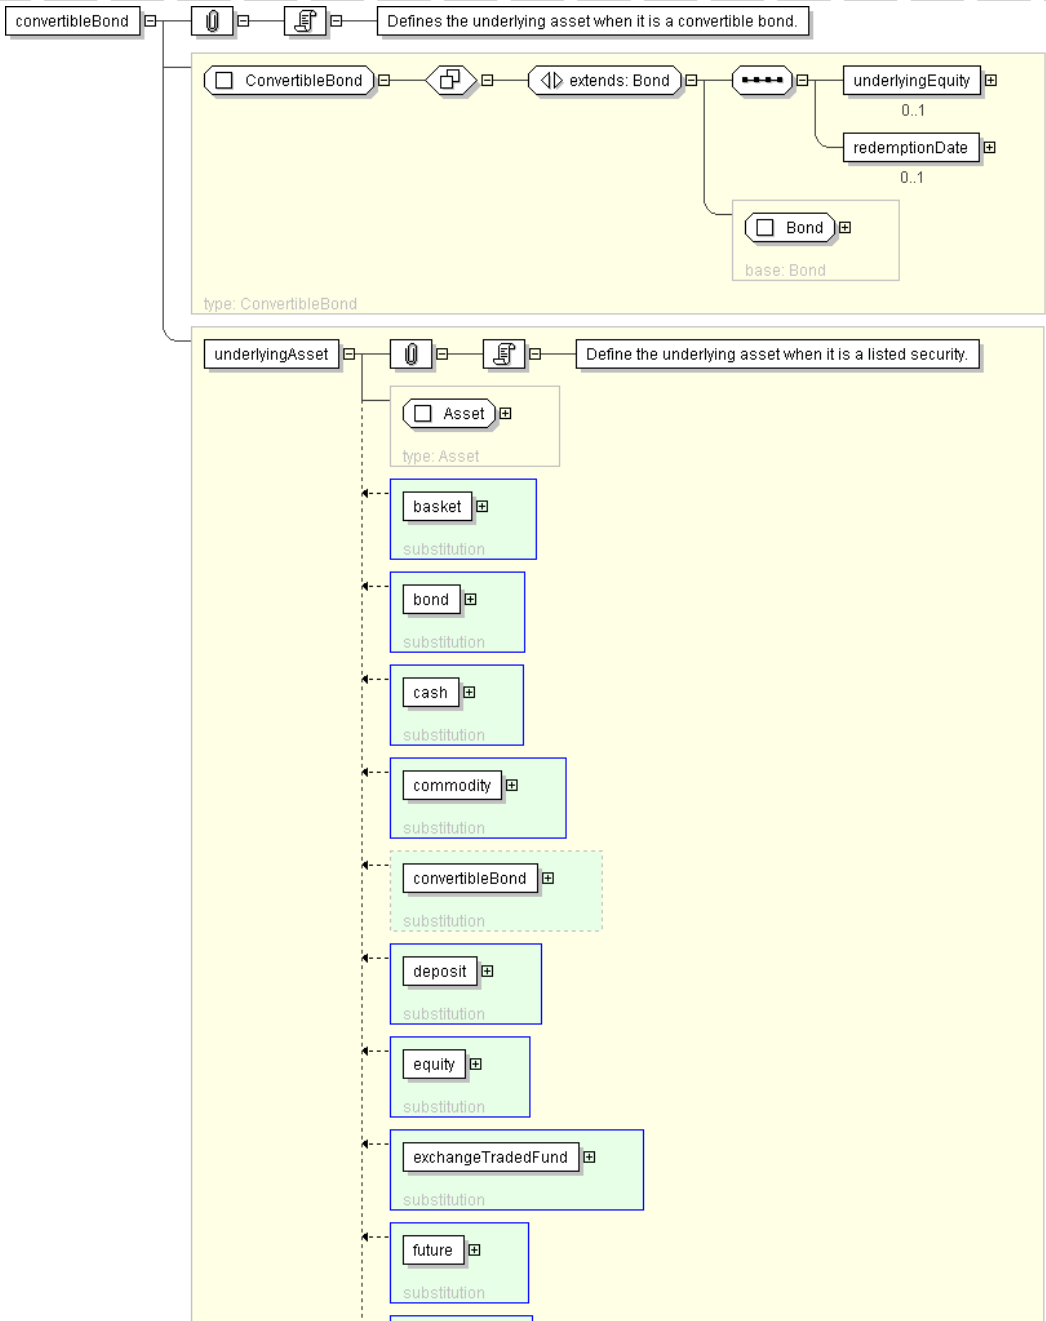 convertibleBond
Defines the underlying asset when it is a convertible bond.
ConvertibleBond
extends: Bond
underlyingEquity
0..1
redemptionDate
0..1
Bond
base: Bond
type: ConvertibleBond
underlyingAsset
Define the underlying asset when it is a listed security.
Asset
type: Asset
basket
substitution
bond
substitution
cash
substitution
commodity
substitution
convertibleBond
substitution
deposit
substitution
equity
substitution
exchangeTradedFund
substitution
future
substitution